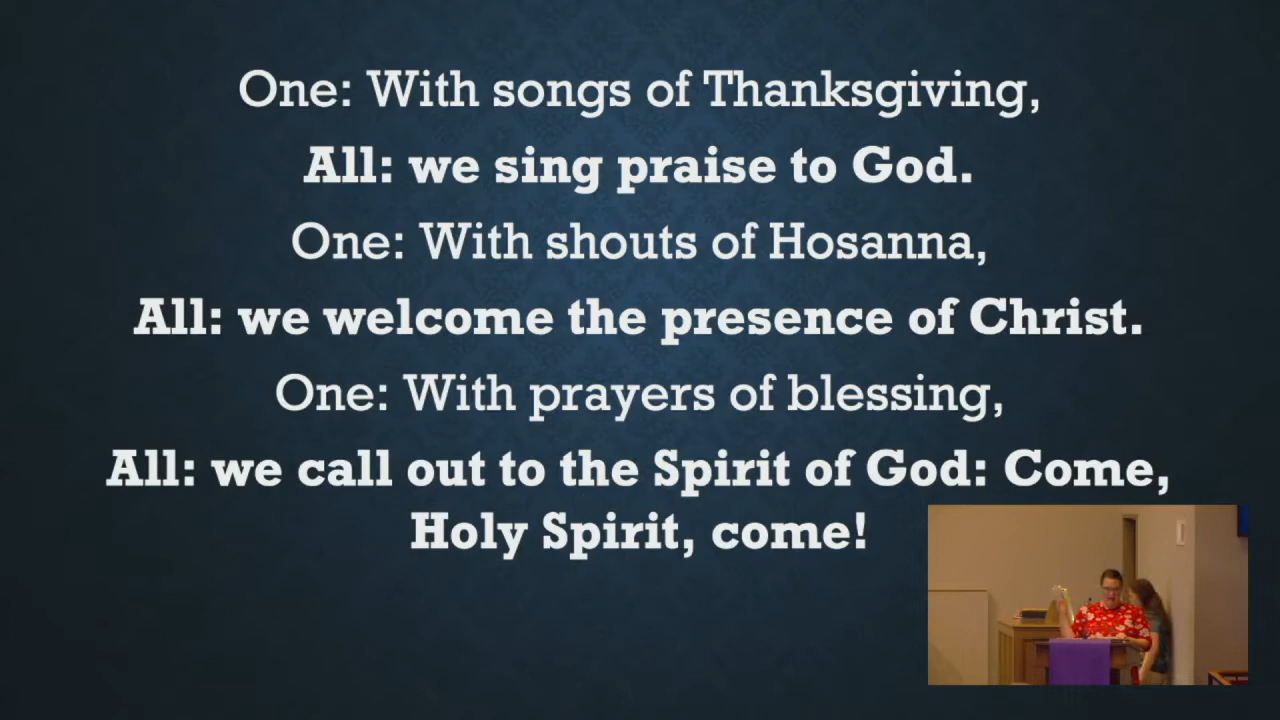 One: With songs of Thanksgiving,
All: we sing praise to God.
One: With shouts of Hosanna,
All: we welcome the presence of Christ.
One: With prayers of blessing,
All: we call out to the Spirit of God: Come,
Holy Spirit, come!